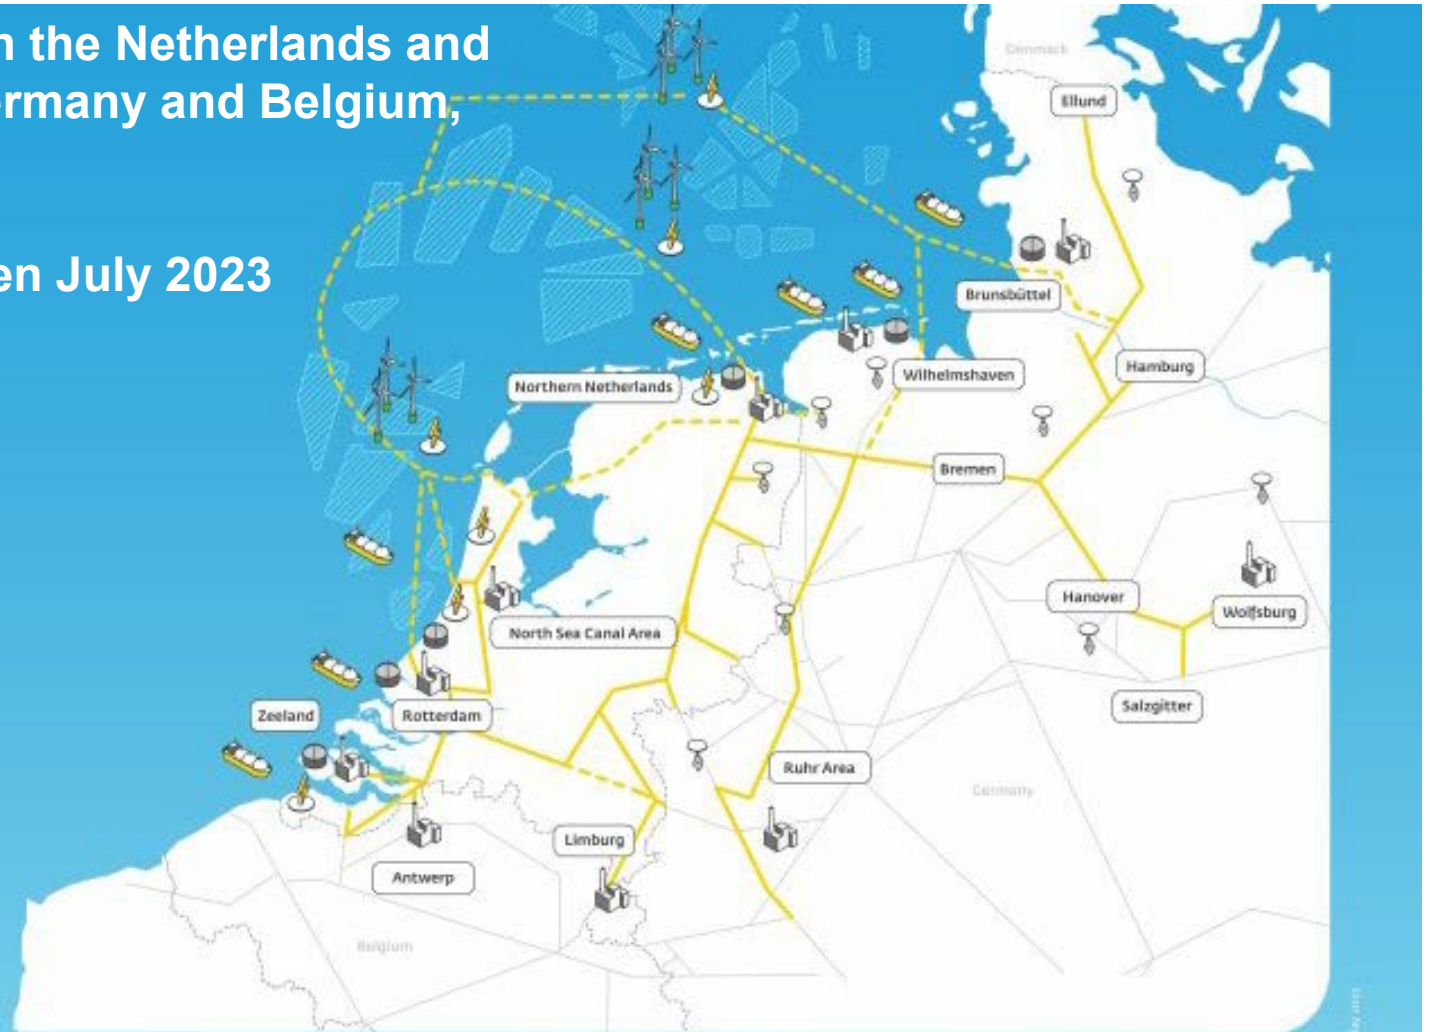 n the Netherlands and
ermany and Belgium,
en July 2023
Denmark
Ellund
Brunsbüttel
Hamburg
Wilhelmshaven
Northern Netherlands
Bremen
Hanover
Wolfsburg
North Sea Canal Area
Salzgitter
Zeeland
Rotterdam
Ruhr Area
Germany
Limburg
Antwerp
Belgium